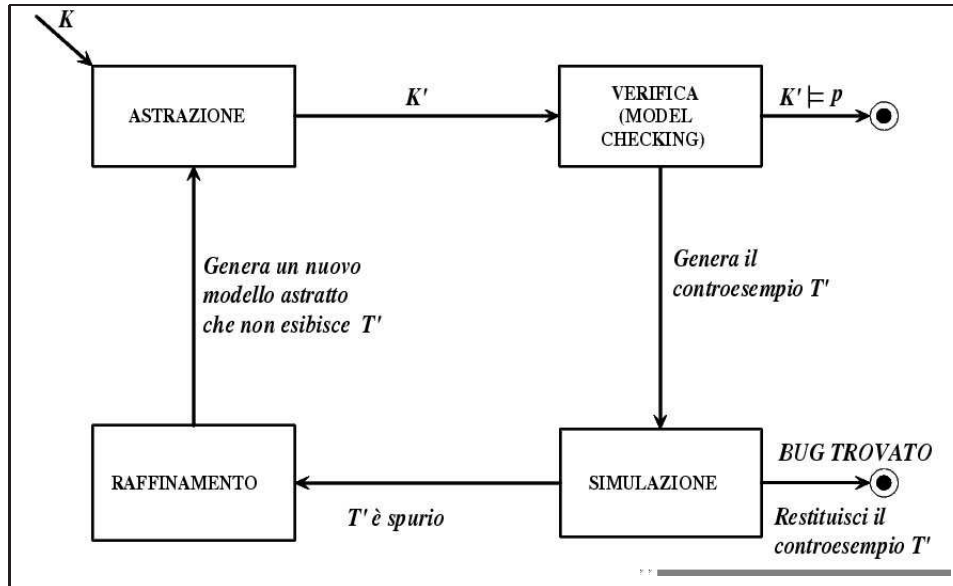 K
ASTRAZIONE
K'
VERIFICA
(MODEL
CHECKING)
K' ⊨ p
Genera un nuovo
modello astratto
che non esibisce T'
Genera il
controesempio T'
RAFFINAMENTO
T' è spurio
SIMULAZIONE
BUG TROVATO
Restituisci il
controesempio T'